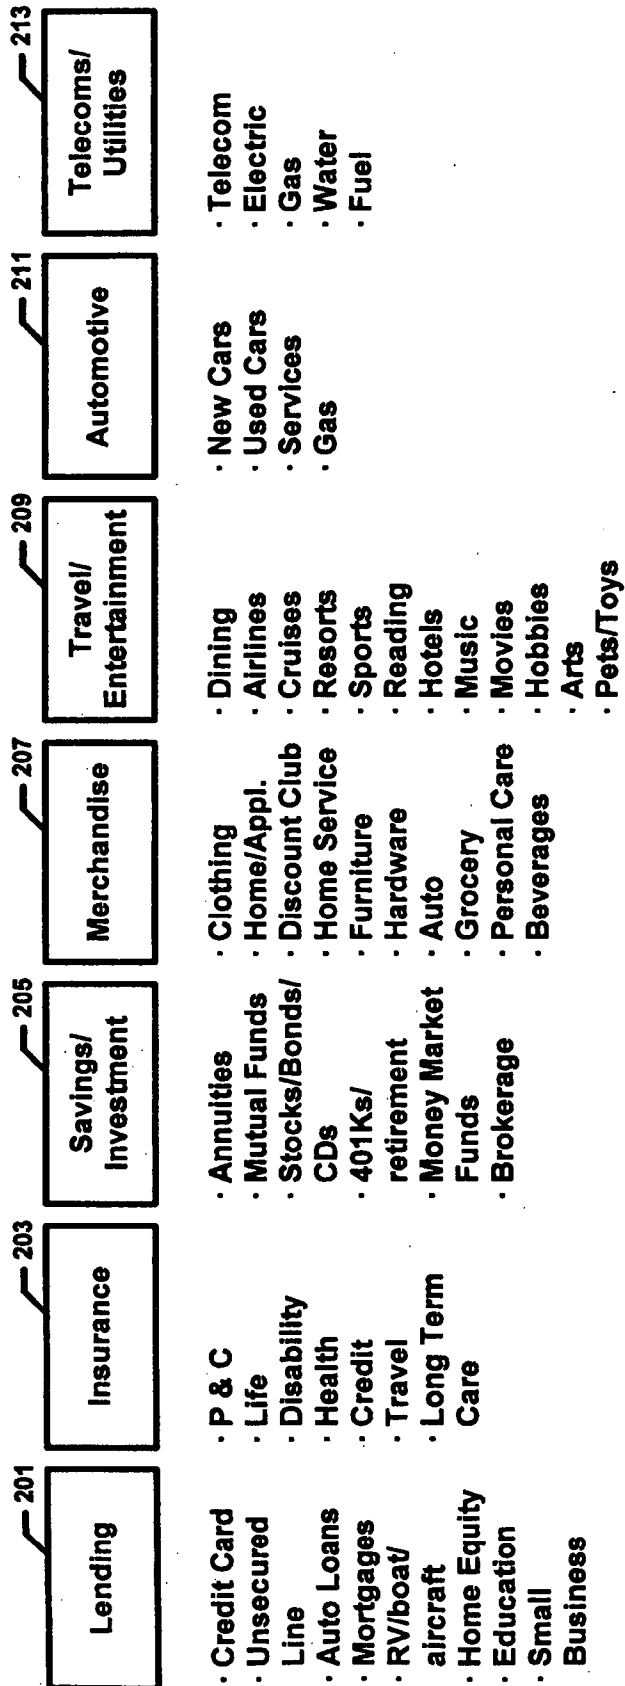 201
Lending
· Credit Card
· Unsecured
Line
· Auto Loans
· Mortgages
· RV/boat/
aircraft
· Home Equity
· Education
· Small
Business
203
Insurance
· P & C
· Life
· Disability
· Health
· Credit
· Travel
· Long Term
Care
205
Savings/
Investment
· Annuities
· Mutual Funds
· Stocks/Bonds/
CDs
· 401Ks/
retirement
· Money Market
Funds
· Brokerage
207
Merchandise
· Clothing
· Home/Appl.
· Discount Club
· Home Service
· Furniture
· Hardware
· Auto
· Grocery
· Personal Care
· Beverages
209
Travel/
Entertainment
· Dining
· Airlines
· Cruises
· Resorts
· Sports
· Reading
· Hotels
· Music
· Movies
· Hobbies
· Arts
· Pets/Toys
211
Automotive
· New Cars
· Used Cars
· Services
· Gas
213
Telecoms/
Utilities
· Telecom
· Electric
· Gas
· Water
· Fuel